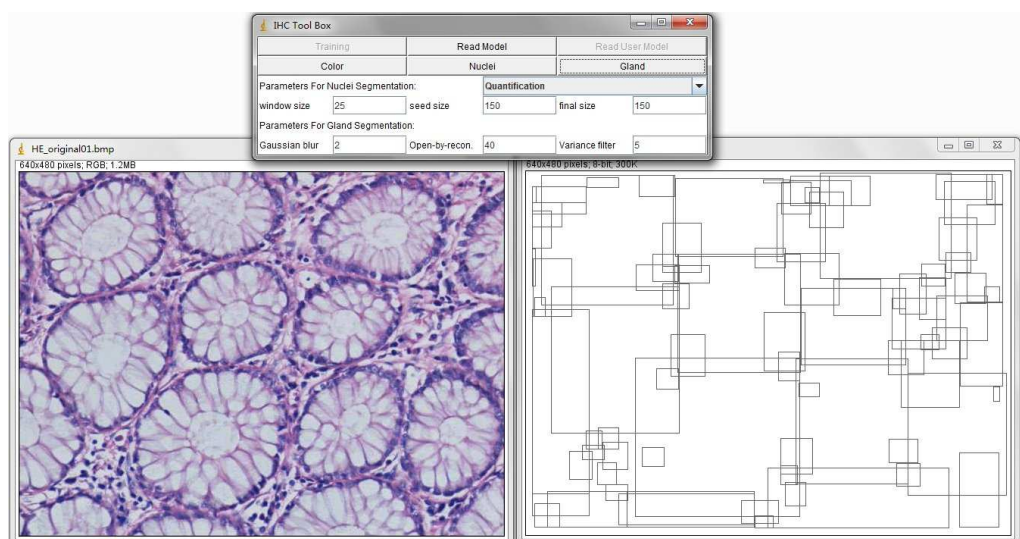 IHC Tool Box
Training Read Model Read User Model
Color Nuclei Gland
Parameters For Nuclei Segmentation: Quantification
window size 25 seed size 150 final size 150
Parameters For Gland Segmentation:
Gaussian blur 2 Open-by-recon. 40 Variance filter 5
HE_original01.bmp
640x480 pixels; RGB; 1.2MB 640x480 pixels; 8-bit; 300K